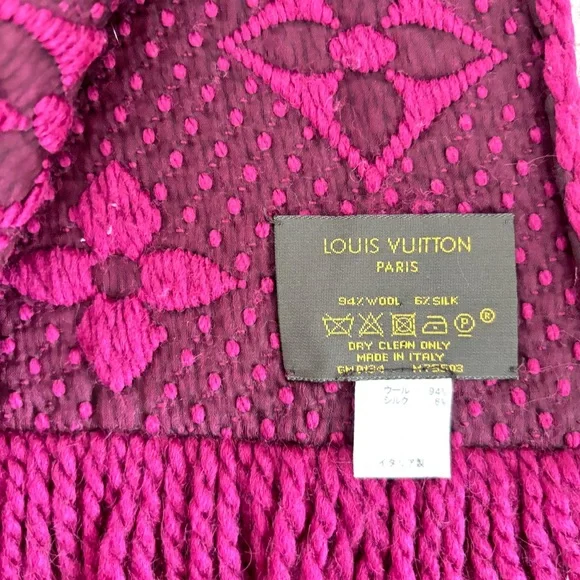 LOUIS VUITTON
PARIS
94% WOOL 6% SILK
P ®
DRY CLEAN ONLY
MADE IN ITALY
M75503
ウール 94%
シルク 6%
イタリア製